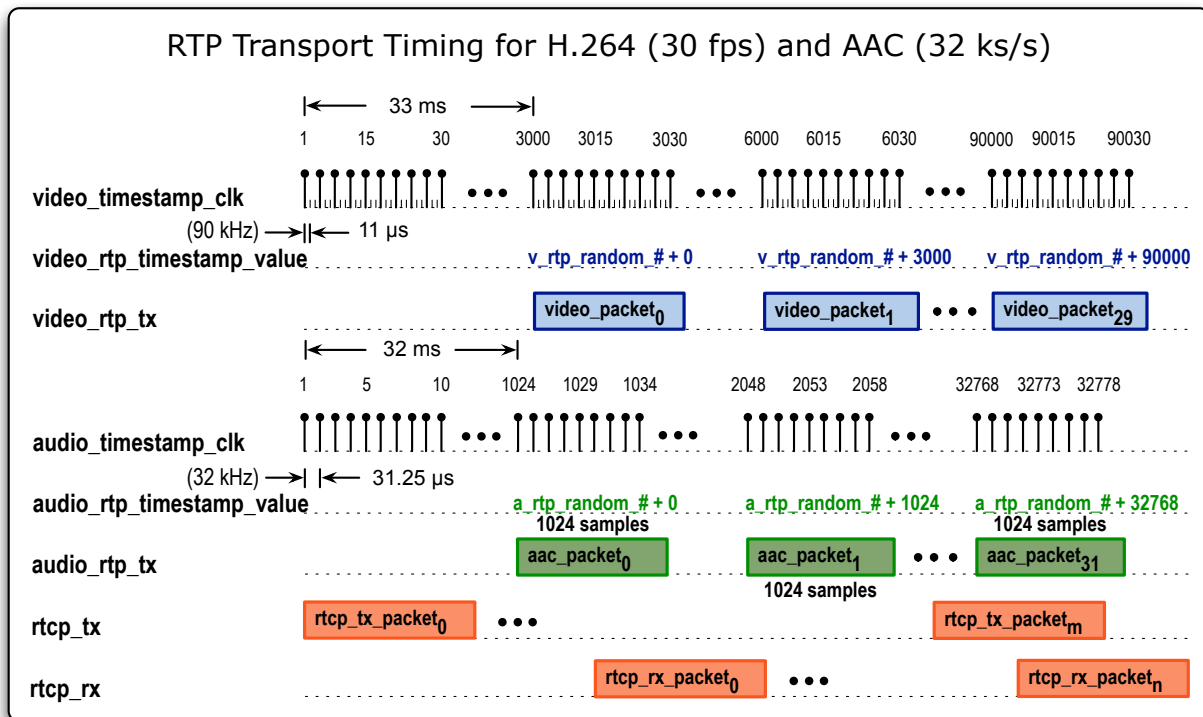 RTP Transport Timing for H.264 (30 fps) and AAC (32 ks/s)
33 ms
1 15 30 3000 3015 3030 6000 6015 6030 90000 90015 90030
video_timestamp_clk
(90 kHz) 11 µs
video_rtp_timestamp_value v_rtp_random_# + 0 v_rtp_random_# + 3000 v_rtp_random_# + 90000
video_rtp_tx video_packet0 video_packet1 video_packet29
32 ms
1 5 10 1024 1029 1034 2048 2053 2058 32768 32773 32778
audio_timestamp_clk
(32 kHz) 31.25 µs
audio_rtp_timestamp_value a_rtp_random_# + 0 a_rtp_random_# + 1024 a_rtp_random_# + 32768
1024 samples 1024 samples
audio_rtp_tx aac_packet0 aac_packet1 aac_packet31
1024 samples
rtcp_tx rtcp_tx_packet0 rtcp_tx_packetm
rtcp_rx rtcp_rx_packet0 rtcp_rx_packetn